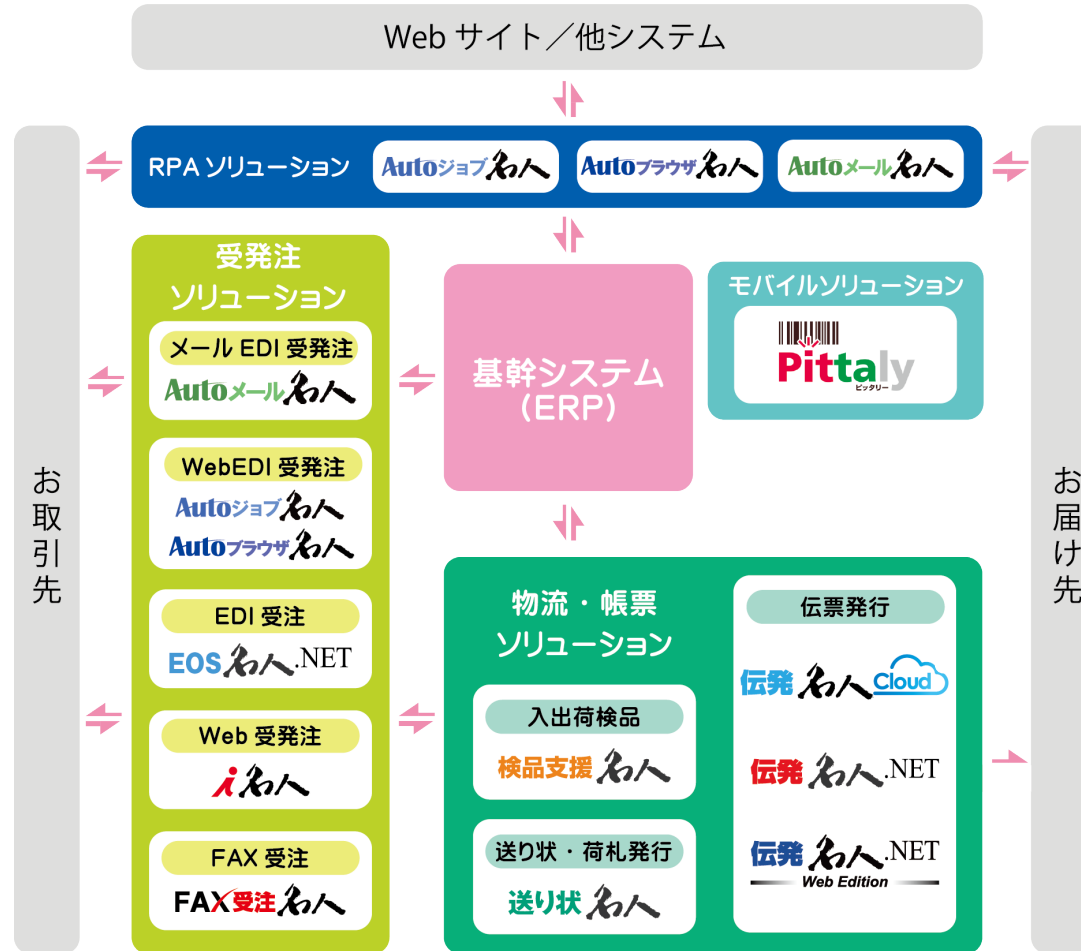 Web サイト／他システム
RPA ソリューション
Autoジョブ名人
Autoブラウザ名人
Autoメール名人
お取引先
受発注
ソリューション
メール EDI 受発注
Autoメール名人
WebEDI 受発注
Autoジョブ名人
Autoブラウザ名人
EDI 受注
EOS名人.NET
Web 受発注
i名人
FAX 受注
FAX受注名人
基幹システム
(ERP)
モバイルソリューション
Pittaly
ピッタリー
物流・帳票
ソリューション
入出荷検品
検品支援名人
送り状・荷札発行
送り状名人
伝票発行
伝発名人Cloud
伝発名人.NET
伝発名人.NET
Web Edition
お届け先